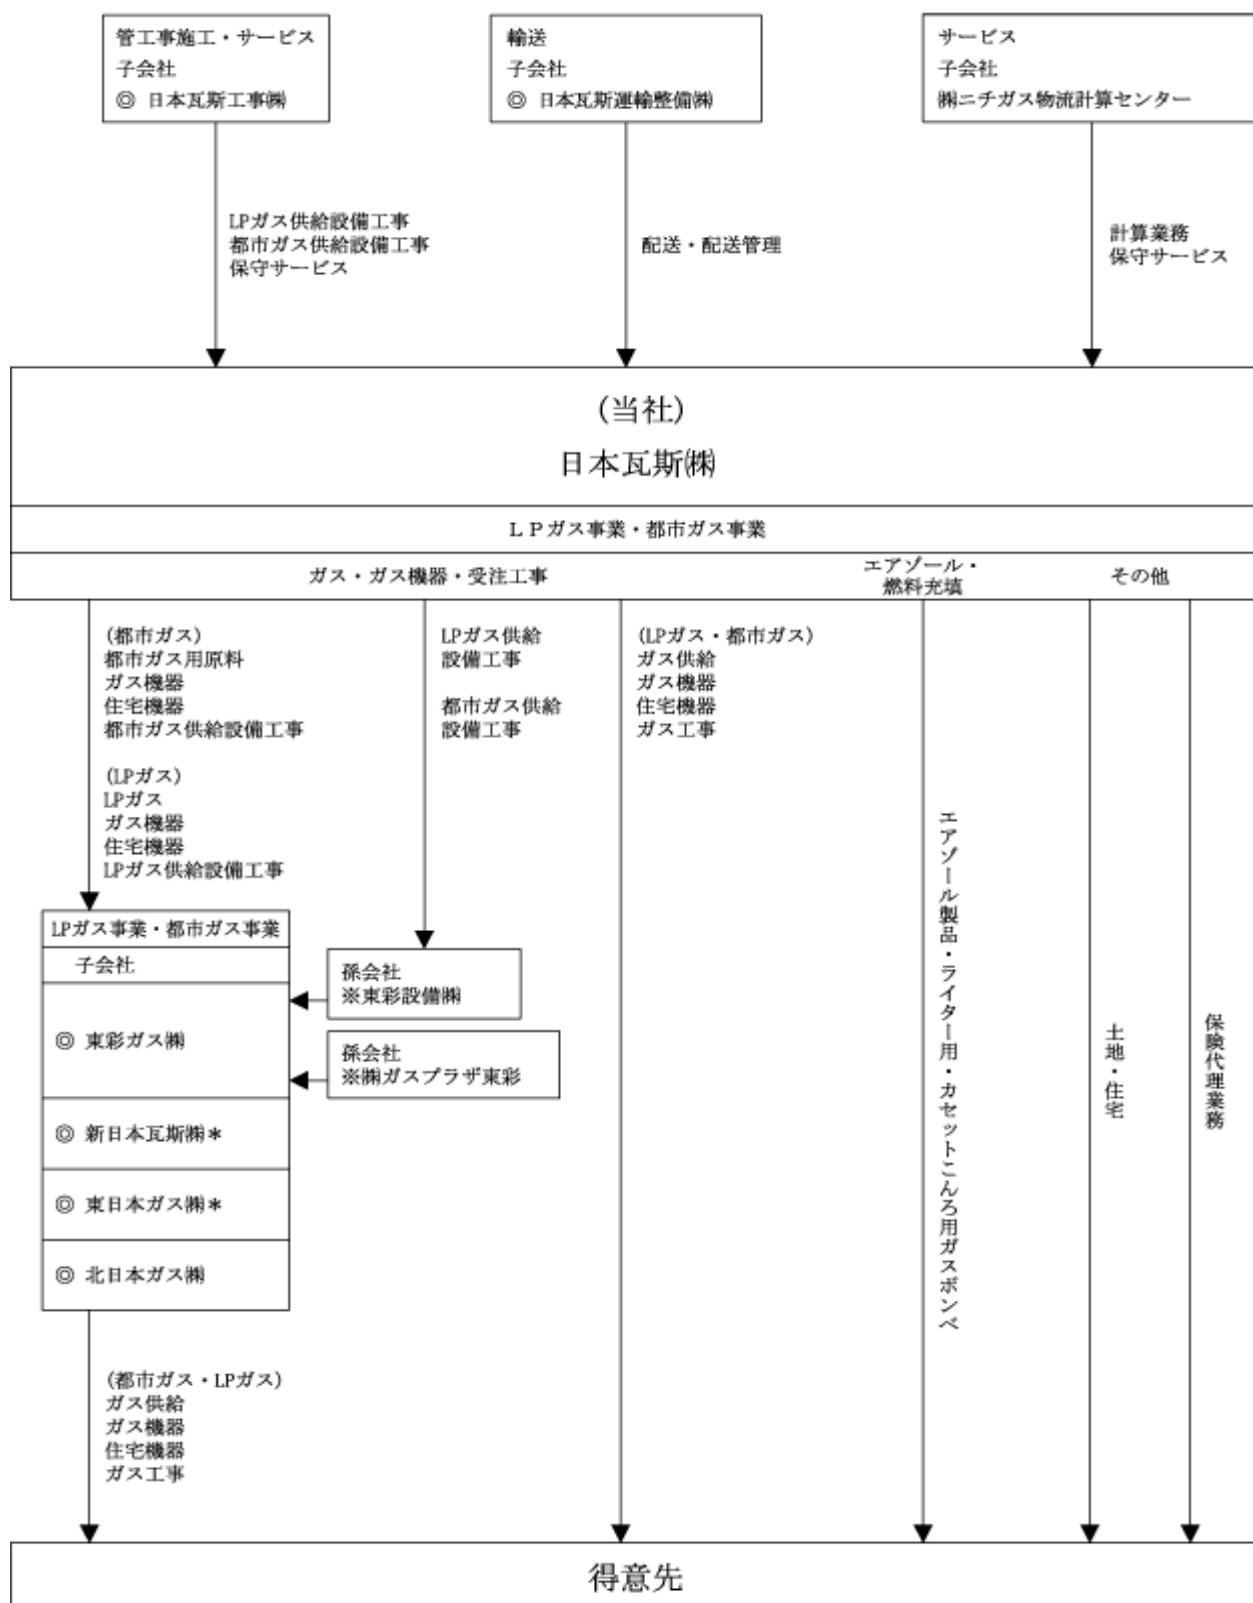 管工事施工・サービス
子会社
◎ 日本瓦斯工事㈱
輸送
子会社
◎ 日本瓦斯運輸整備㈱
サービス
子会社
㈱ニチガス物流計算センター
LPガス供給設備工事
都市ガス供給設備工事
保守サービス
配送・配送管理
計算業務
保守サービス
(当社)
日本瓦斯㈱
ＬＰガス事業・都市ガス事業
ガス・ガス機器・受注工事
エアゾール・
燃料充填
その他
(都市ガス)
都市ガス用原料
ガス機器
住宅機器
都市ガス供給設備工事
(LPガス)
LPガス
ガス機器
住宅機器
LPガス供給設備工事
LPガス供給
設備工事
都市ガス供給
設備工事
(LPガス・都市ガス)
ガス供給
ガス機器
住宅機器
ガス工事
エアゾール製品・ライター用・カセットこんろ用ガスボンベ
土地・住宅
保険代理業務
LPガス事業・都市ガス事業
子会社
◎ 東彩ガス㈱
◎ 新日本瓦斯㈱＊
◎ 東日本ガス㈱＊
◎ 北日本ガス㈱
孫会社
※東彩設備㈱
孫会社
※㈱ガスプラザ東彩
(都市ガス・LPガス)
ガス供給
ガス機器
住宅機器
ガス工事
得意先